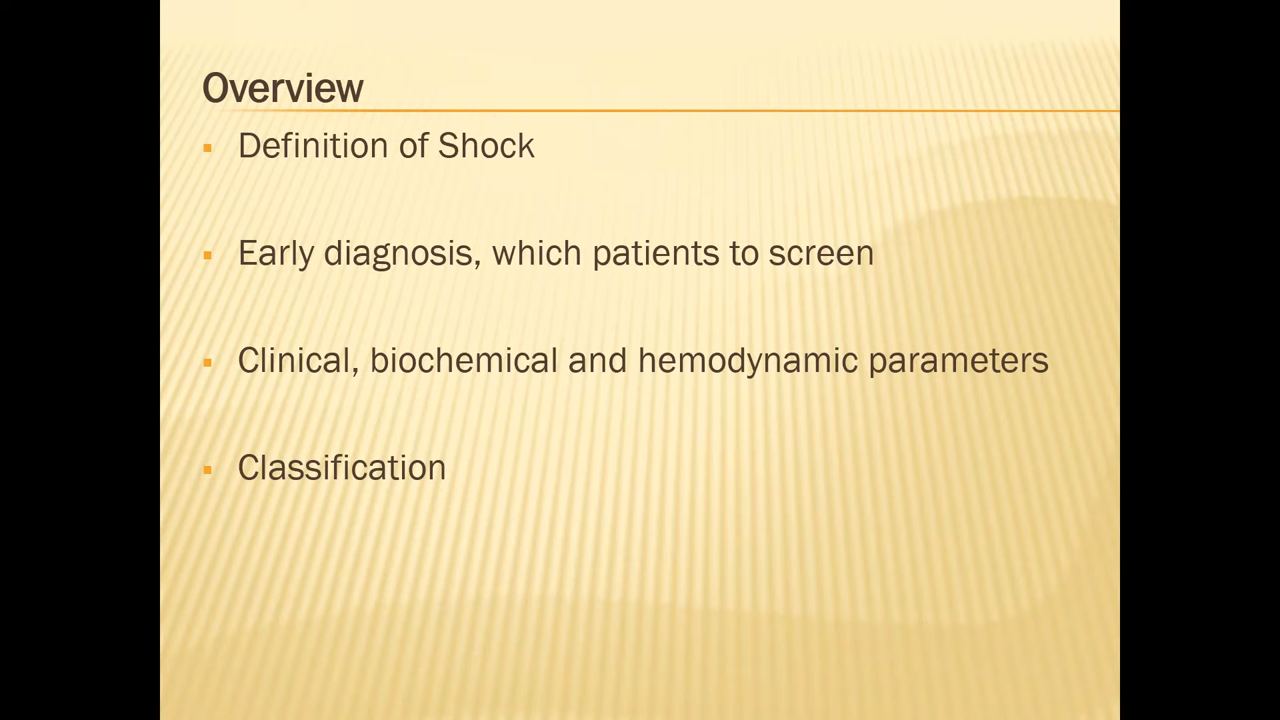 Overview
Definition of Shock
Early diagnosis, which patients to screen
Clinical, biochemical and hemodynamic parameters
Classification